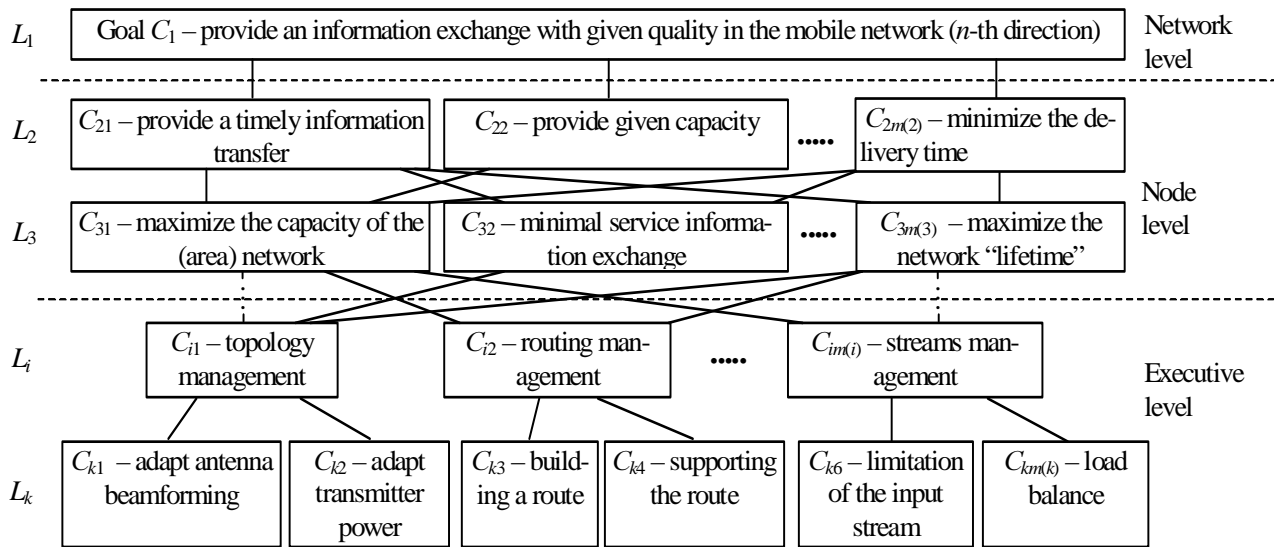 L1
Goal C1 – provide an information exchange with given quality in the mobile network (n-th direction)
Network
level
L2
C21 – provide a timely information
transfer
C22 – provide given capacity
.....
C2m(2) – minimize the de-
livery time
Node
level
L3
C31 – maximize the capacity of the
(area) network
C32 – minimal service informa-
tion exchange
.....
C3m(3) – maximize the
network “lifetime”
Li
Ci1 – topology
management
Ci2 – routing man-
agement
.....
Cim(i) – streams man-
agement
Executive
level
Lk
Ck1 – adapt antenna
beamforming
Ck2 – adapt
transmitter
power
Ck3 – build-
ing a route
Ck4 – supporting
the route
Ck6 – limitation
of the input
stream
Ckm(k) – load
balance